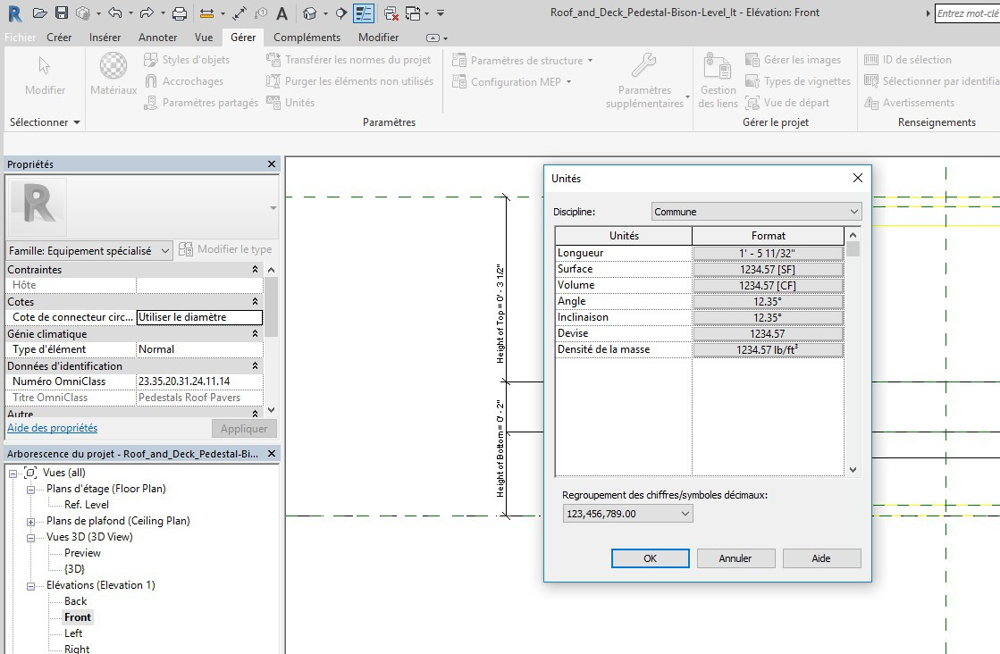 Roof_and_Deck_Pedestal-Bison-Level_lt - Elévation: Front
Entrez mot-clé
Fichier Créer Insérer Annoter Vue Gérer Compléments Modifier
Modifier
Sélectionner
Matériaux
Styles d'objets
Accrochages
Paramètres partagés
Transférer les normes du projet
Purger les éléments non utilisés
Unités
Paramètres de structure
Configuration MEP
Paramètres
supplémentaires
Paramètres
Gestion
des liens
Gérer les images
Types de vignettes
Vue de départ
Gérer le projet
ID de sélection
Sélectionner par identifia
Avertissements
Renseignements
Propriétés
R
Famille: Equipement spécialisé
Modifier le type
Contraintes
Hôte
Cotes
Cote de connecteur circ... Utiliser le diamètre
Génie climatique
Type d'élément Normal
Données d'identification
Numéro OmniClass 23.35.20.31.24.11.14
Titre OmniClass Pedestals Roof Pavers
Autre
Aide des propriétés
Appliquer
Arborescence du projet - Roof_and_Deck_Pedestal-Bi...
Vues (all)
Plans d'étage (Floor Plan)
Ref. Level
Plans de plafond (Ceiling Plan)
Vues 3D (3D View)
Preview
{3D}
Elévations (Elevation 1)
Back
Front
Left
Right
Height of Top = 0' - 3 1/2"
Height of Bottom = 0' - 2"
Unités
Discipline: Commune
Unités Format
Longueur 1' - 5 11/32"
Surface 1234.57 [SF]
Volume 1234.57 [CF]
Angle 12.35°
Inclinaison 12.35°
Devise 1234.57
Densité de la masse 1234.57 lb/ft³
Regroupement des chiffres/symboles décimaux:
123,456,789.00
OK Annuler Aide